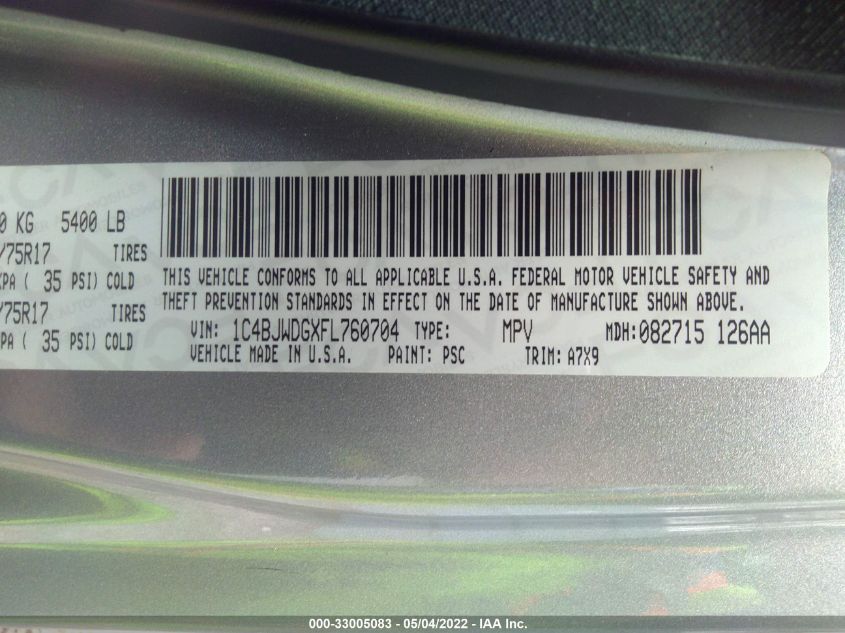 0 KG 5400 LB
/75R17 TIRES
KPA ( 35 PSI) COLD
/75R17 TIRES
PA ( 35 PSI) COLD
THIS VEHICLE CONFORMS TO ALL APPLICABLE U.S.A. FEDERAL MOTOR VEHICLE SAFETY AND
THEFT PREVENTION STANDARDS IN EFFECT ON THE DATE OF MANUFACTURE SHOWN ABOVE.
VIN: 1C4BJWDGXFL760704 TYPE: MPV MDH:082715 126AA
VEHICLE MADE IN U.S.A. PAINT: PSC TRIM: A7X9
000-33005083 - 05/04/2022 - IAA Inc.